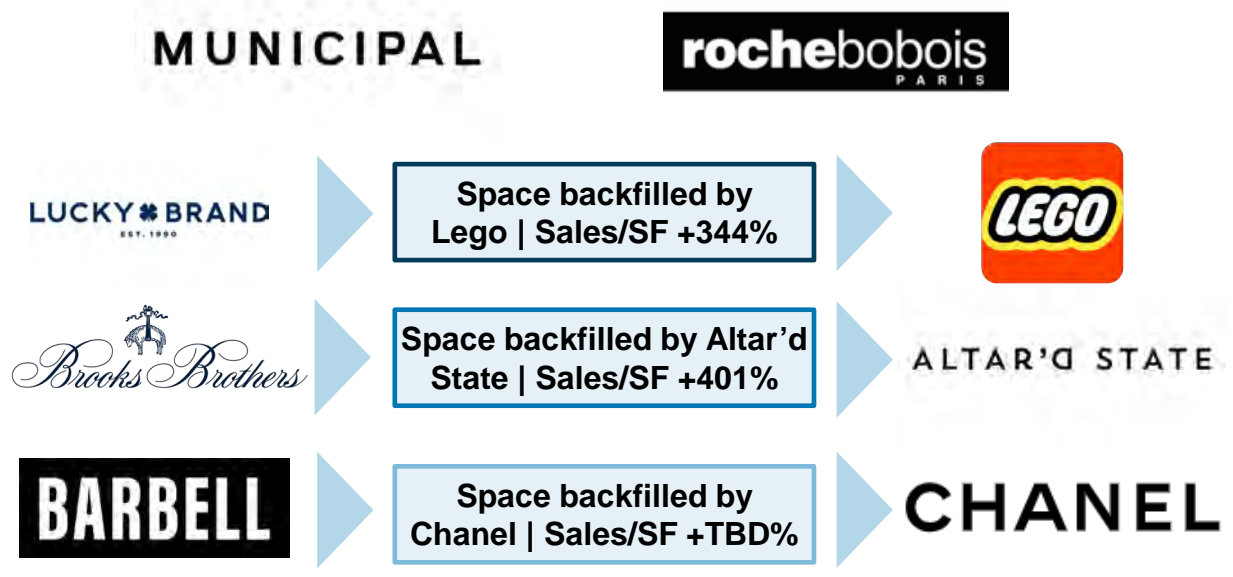 MUNICIPAL
rochebobois
PARIS
LUCKY BRAND
EST. 1990
Space backfilled by
Lego | Sales/SF +344%
LEGO
Brooks Brothers
Space backfilled by Altar’d
State | Sales/SF +401%
ALTAR'D STATE
BARBELL
Space backfilled by
Chanel | Sales/SF +TBD%
CHANEL